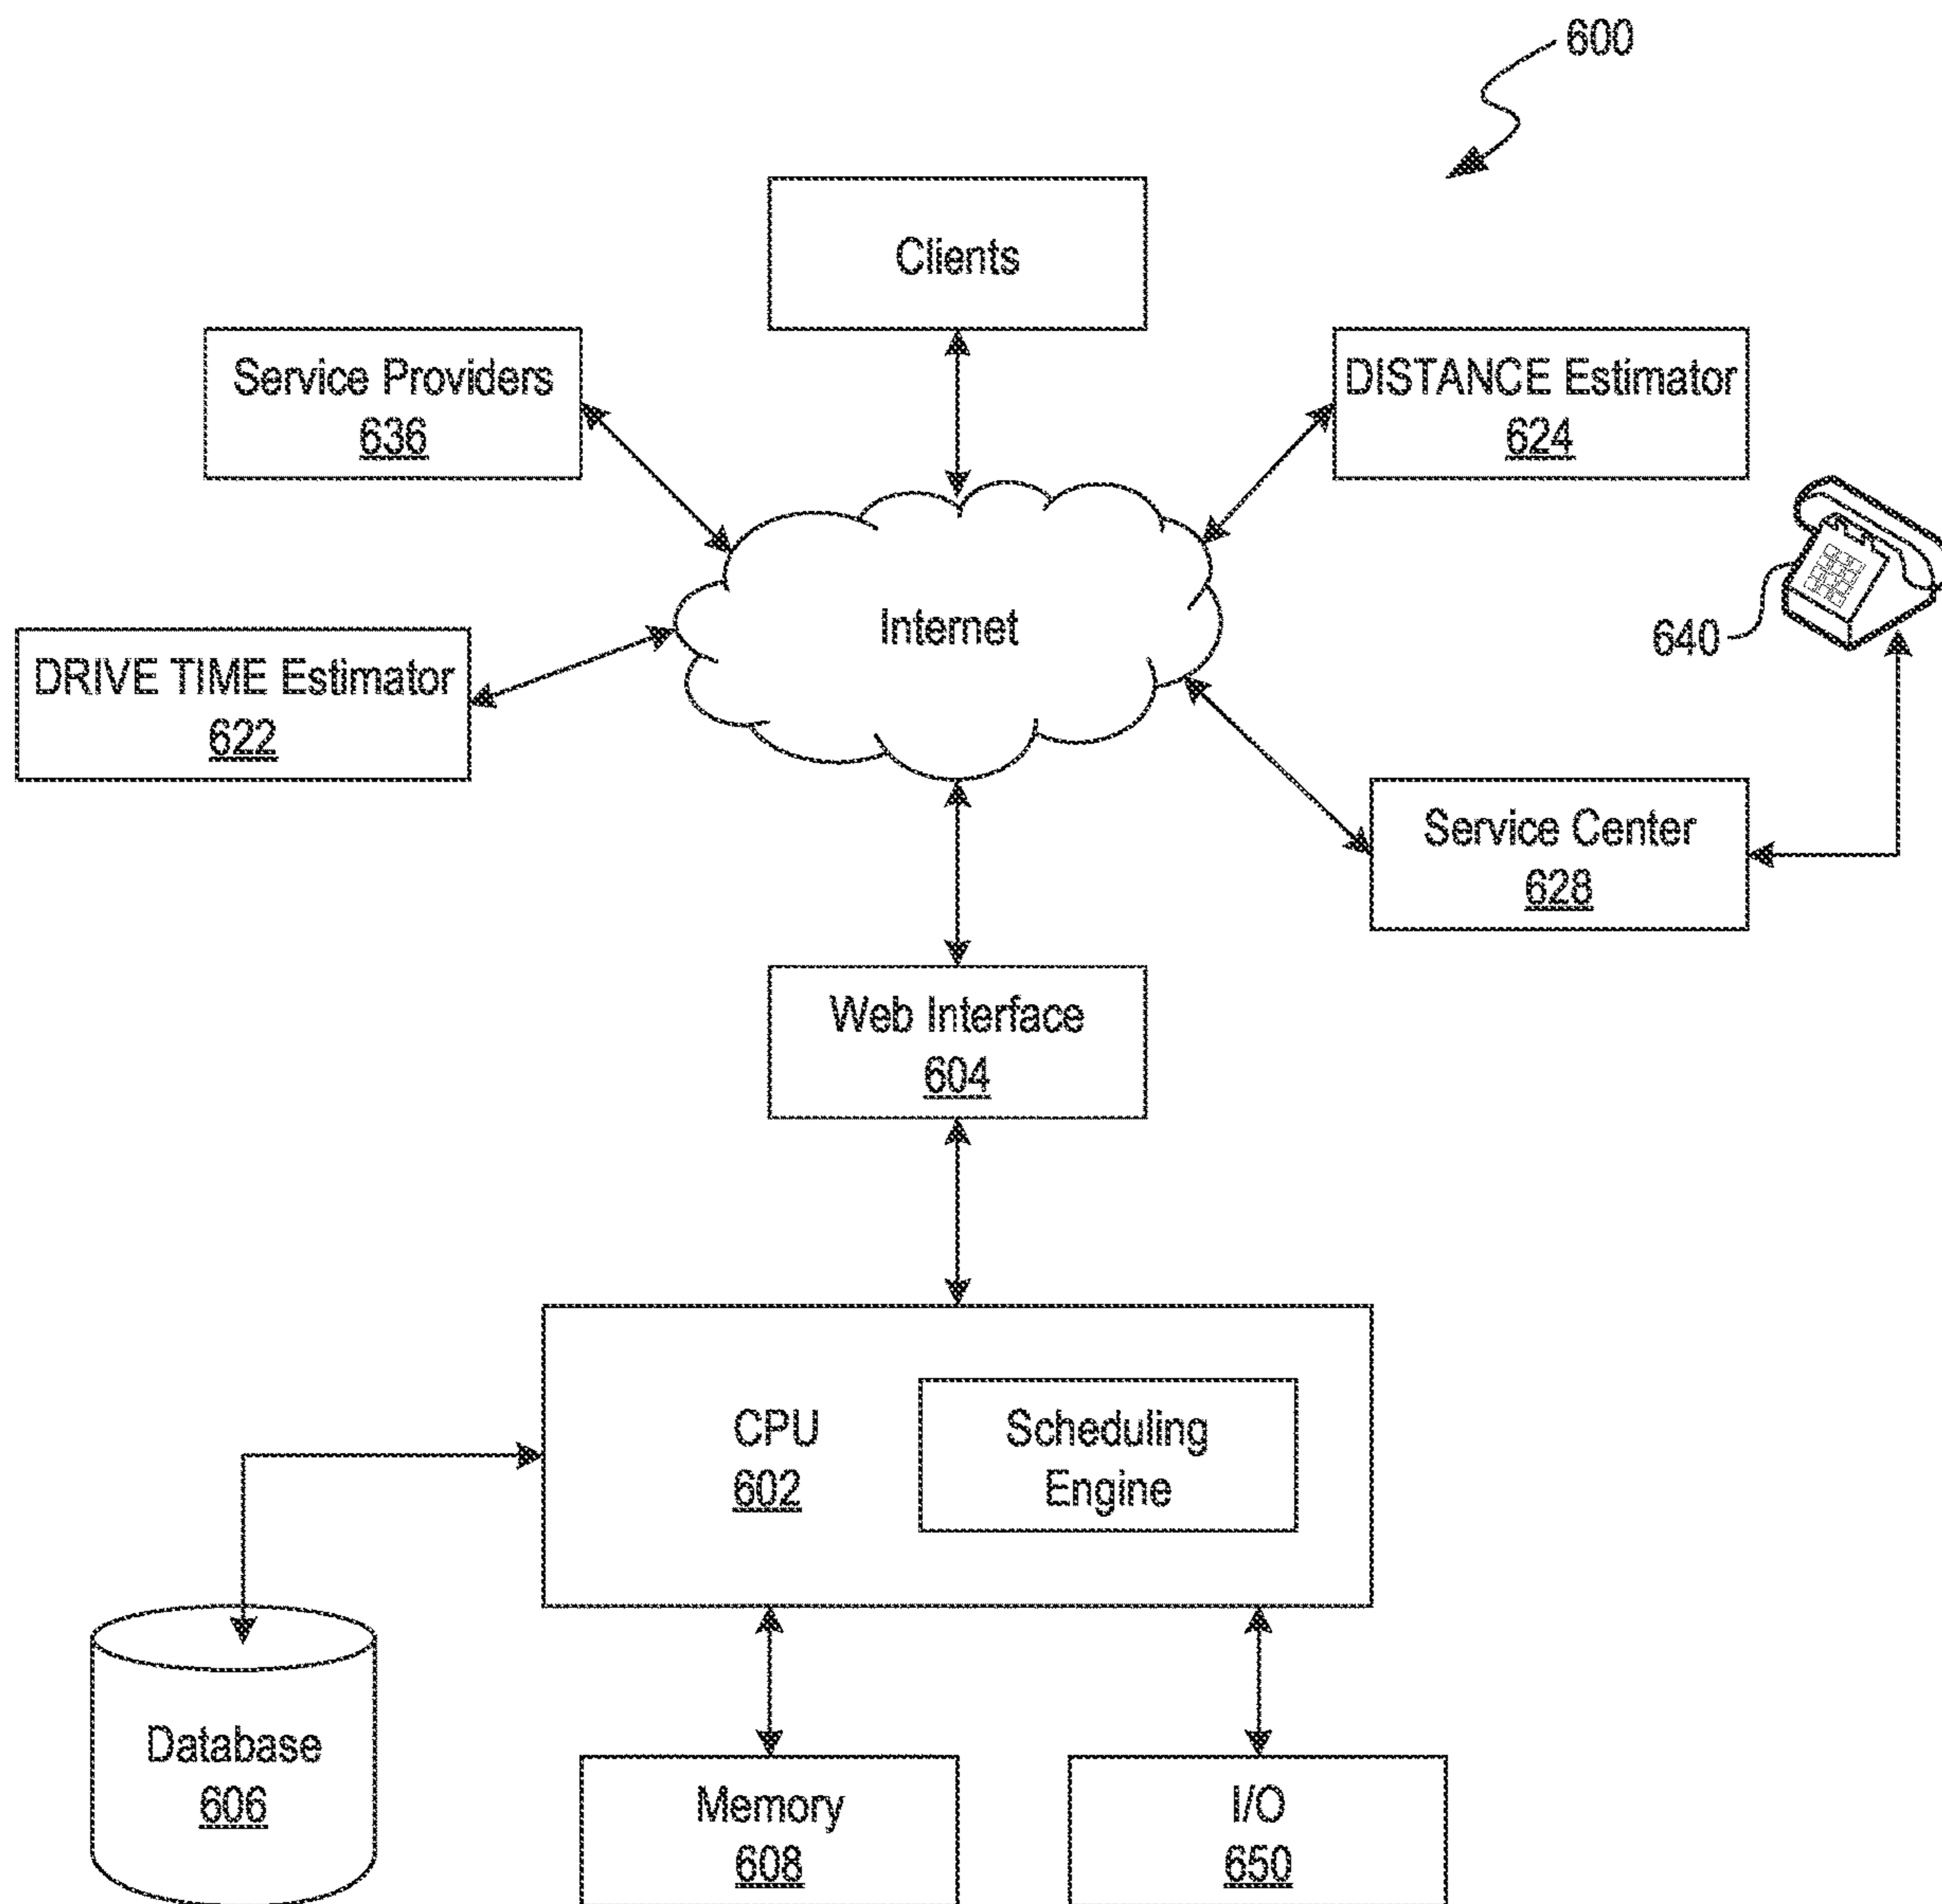 600
Clients
Service Providers
636
DISTANCE Estimator
624
Internet
640
DRIVE TIME Estimator
622
Service Center
628
Web Interface
604
CPU
602
Scheduling
Engine
Database
606
Memory
608
I/O
650